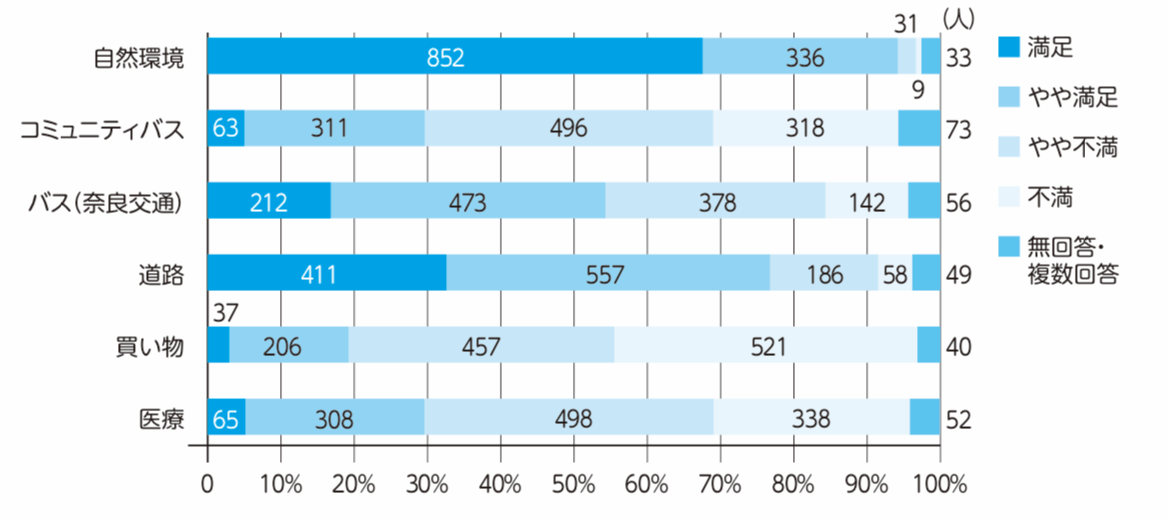 (人)
自然環境 852 336 31 9 33
コミュニティバス 63 311 496 318 73
バス(奈良交通) 212 473 378 142 56
道路 411 557 186 58 49
買い物 37 206 457 521 40
医療 65 308 498 338 52
0 10% 20% 30% 40% 50% 60% 70% 80% 90% 100%
満足
やや満足
やや不満
不満
無回答・
複数回答